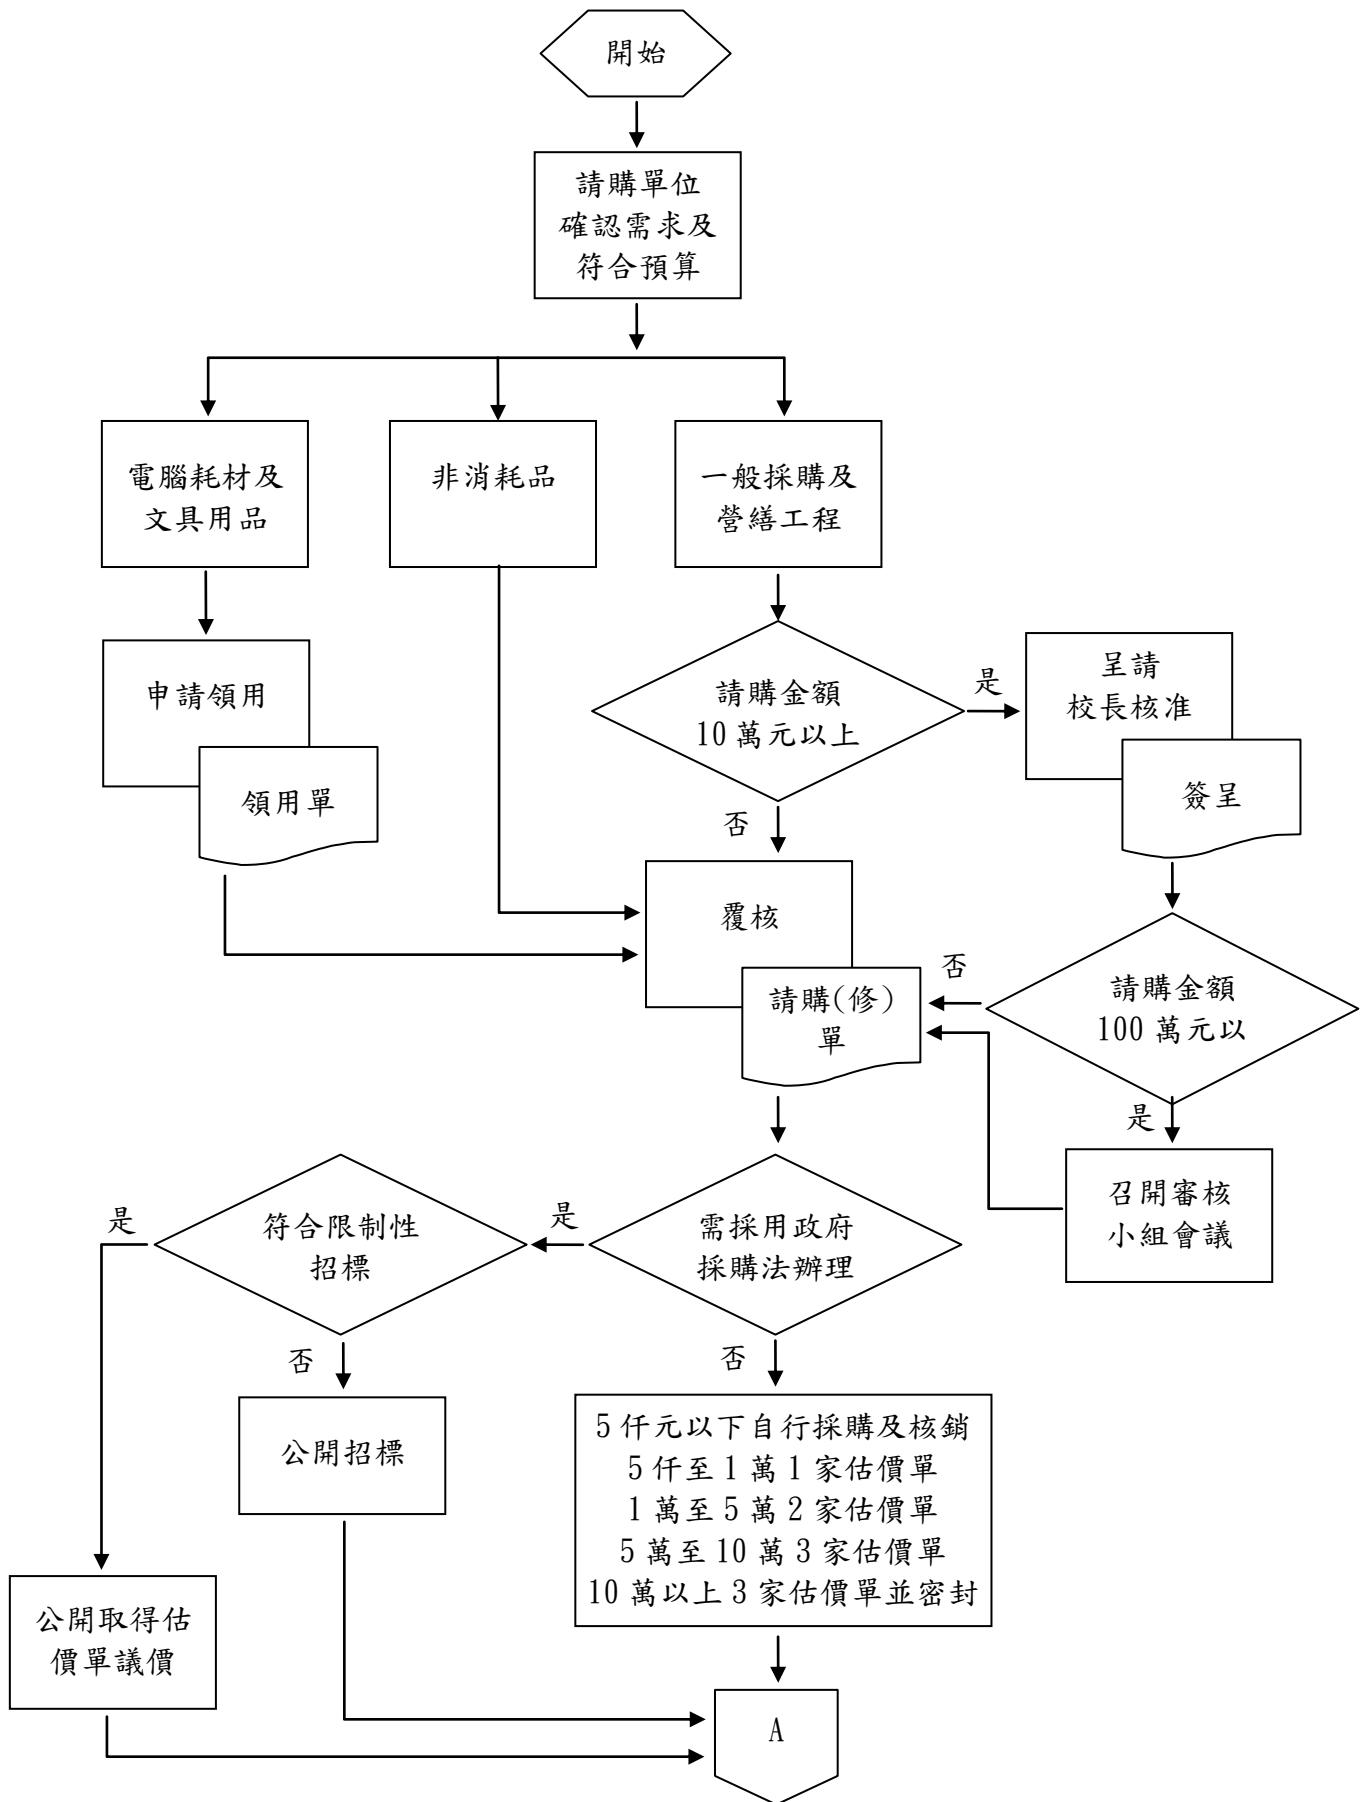 開始
請購單位
確認需求及
符合預算
電腦耗材及
文具用品
非消耗品
一般採購及
營繕工程
申請領用
領用單
請購金額
10 萬元以上
是
呈請
校長核准
簽呈
否
覆核
請購(修)
單
否
請購金額
100 萬元以
是
召開審核
小組會議
是
符合限制性
招標
是
需採用政府
採購法辦理
否
公開招標
否
5 仟元以下自行採購及核銷
5 仟至 1 萬 1 家估價單
1 萬至 5 萬 2 家估價單
5 萬至 10 萬 3 家估價單
10 萬以上 3 家估價單並密封
公開取得估
價單議價
A